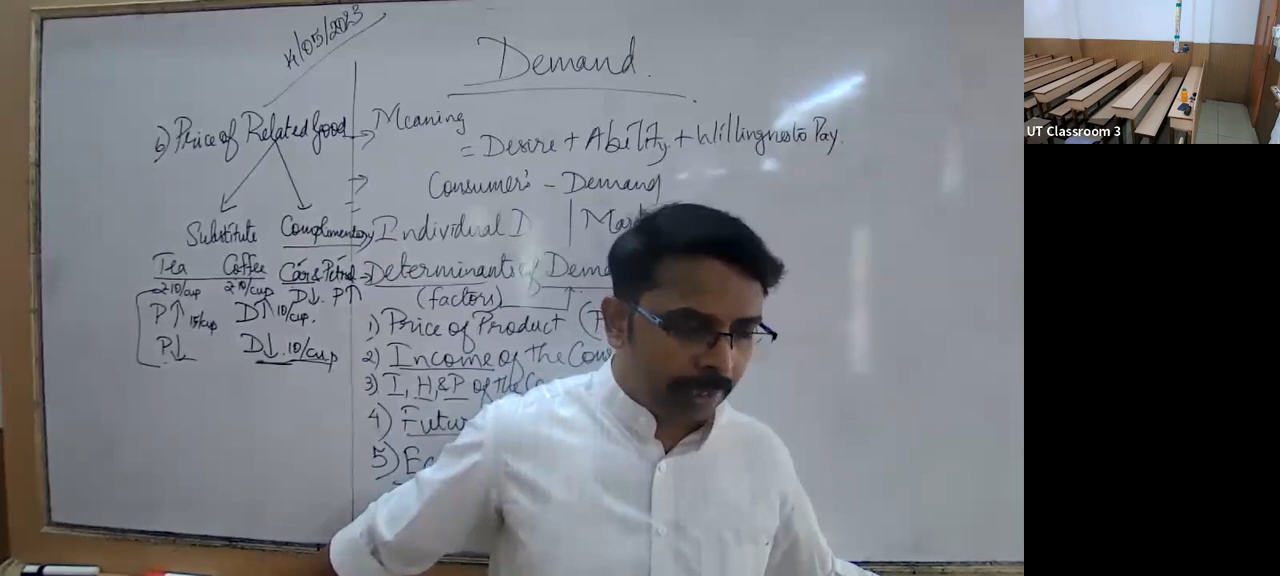 Demand.
Meaning
= Desire + Ability + Willingness to Pay.
Consumer's - Demand
Individual D
Determinants of Dem
(factors)
1) Price of Product (P
2) Income of the Cons
3) I, H, & P of the Co
4) Futu
5) E
11/05/2023
6) Price of Related Good
Substitute Complimentary
Tea Coffee Car & Petrol
₹10/cup ₹10/cup D↓. P↑
P↑ 15/cup D↑ 10/cup.
P↓ D↓. 10/cup
UT Classroom 3